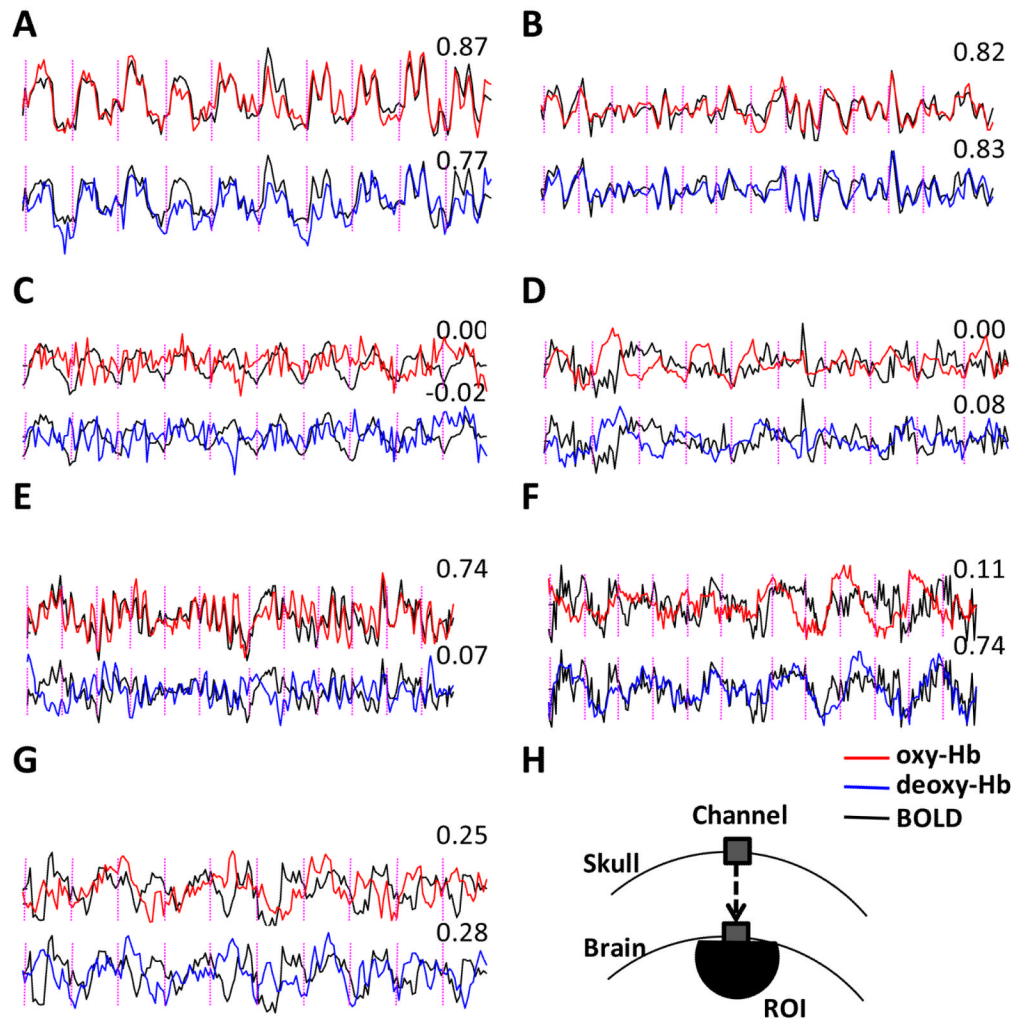 A
0.87
0.77
B
0.82
0.83
C
0.00
-0.02
D
0.00
0.08
E
0.74
0.07
F
0.11
0.74
G
0.25
0.28
H
oxy-Hb
deoxy-Hb
BOLD
Channel
Skull
Brain
ROI